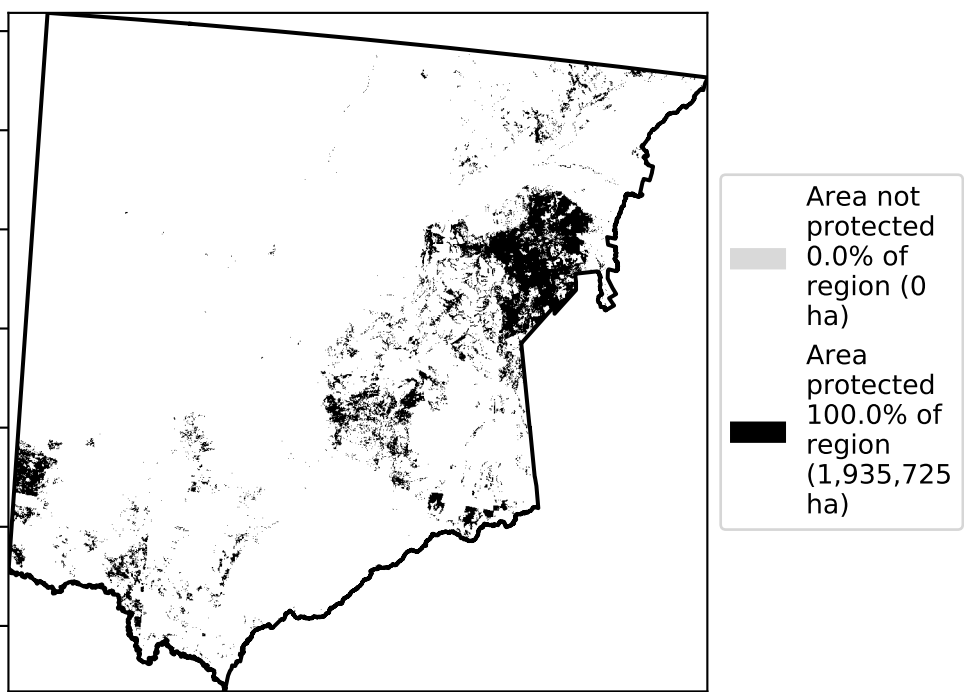 Area not
protected
0.0% of
region (0
ha)
Area
protected
100.0% of
region
(1,935,725
ha)